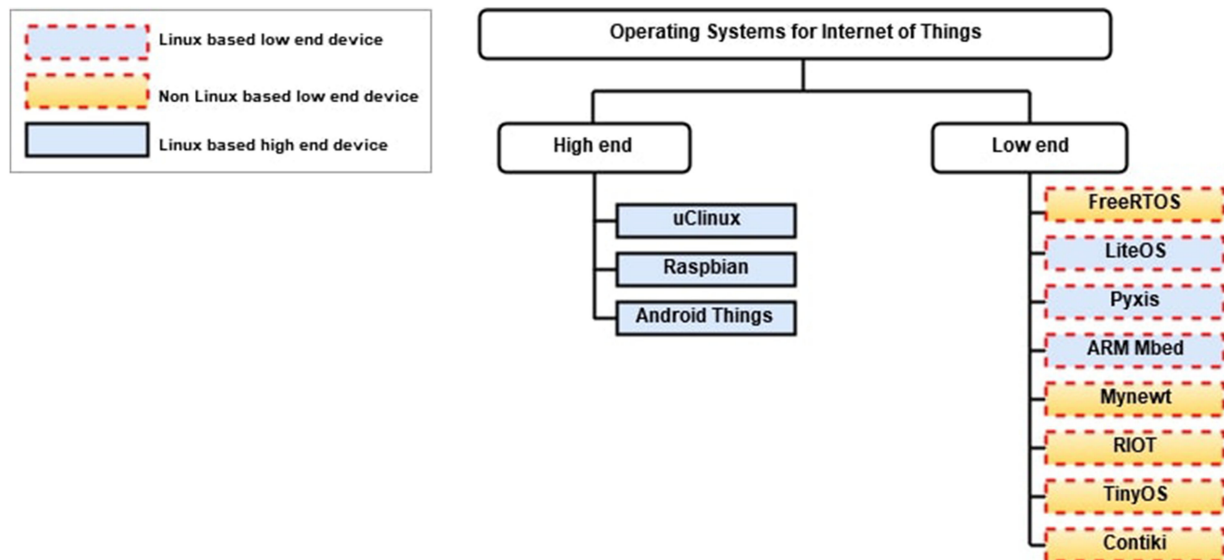 Linux based low end device
Non Linux based low end device
Linux based high end device
Operating Systems for Internet of Things
High end
Low end
uClinux
Raspbian
Android Things
FreeRTOS
LiteOS
Pyxis
ARM Mbed
Mynewt
RIOT
TinyOS
Contiki